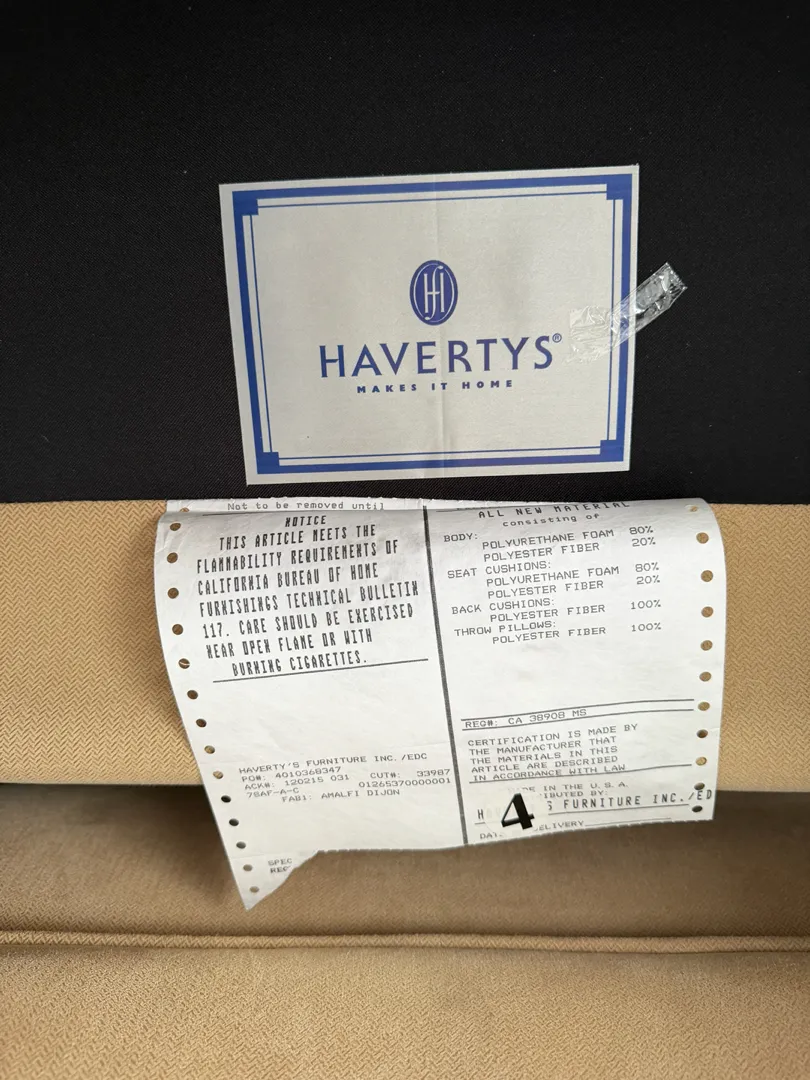 HAVERTYS®
MAKES IT HOME
Not to be removed until
NOTICE
THIS ARTICLE MEETS THE
FLAMMABILITY REQUIREMENTS OF
CALIFORNIA BUREAU OF HOME
FURNISHINGS TECHNICAL BULLETIN
117. CARE SHOULD BE EXERCISED
NEAR OPEN FLAME OR WITH
BURNING CIGARETTES.
HAVERTY'S FURNITURE INC./EDC
PO#: 4010368347
ACK#: 120215 031 CUT#: 33987
78AF-A-C 01265370000001
FAB1: AMALFI DIJON
SPEC
REG
ALL NEW MATERIAL
consisting of
BODY:
POLYURETHANE FOAM 80%
POLYESTER FIBER 20%
SEAT CUSHIONS:
POLYURETHANE FOAM 80%
POLYESTER FIBER 20%
BACK CUSHIONS:
POLYESTER FIBER 100%
THROW PILLOWS:
POLYESTER FIBER 100%
REG#: CA 38908 MS
CERTIFICATION IS MADE BY
THE MANUFACTURER THAT
THE MATERIALS IN THIS
ARTICLE ARE DESCRIBED
IN ACCORDANCE WITH LAW
IN THE U.S.A.
BY:
4
FURNITURE INC./ED